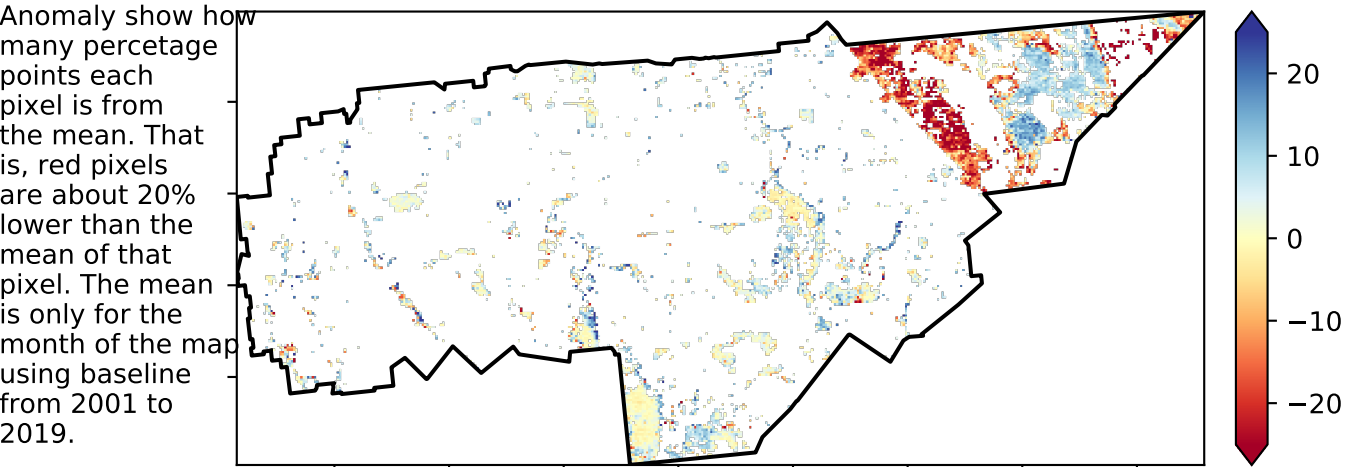 Anomaly show how
many percetage
points each
pixel is from
the mean. That
is, red pixels
are about 20%
lower than the
mean of that
pixel. The mean
is only for the
month of the map
using baseline
from 2001 to
2019.
20
10
0
−10
−20